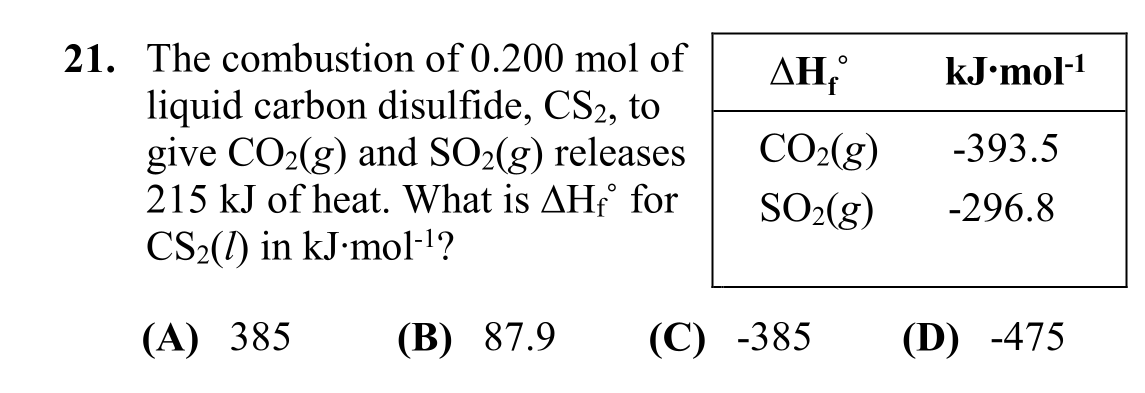 21. The combustion of 0.200 mol of
liquid carbon disulfide, CS₂, to
give CO₂(g) and SO₂(g) releases
215 kJ of heat. What is ΔHf° for
CS₂(l) in kJ·mol⁻¹?
ΔHf° kJ·mol⁻¹
CO₂(g) -393.5
SO₂(g) -296.8
(A) 385 (B) 87.9 (C) -385 (D) -475